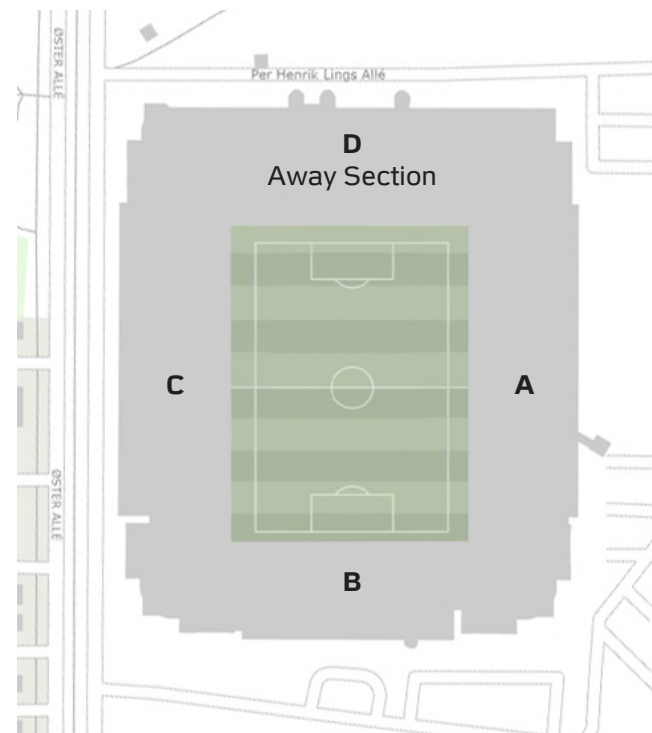 ØSTER ALLÉ
Per Henrik Lings Allé
D
Away Section
C
A
ØSTER ALLÉ
B